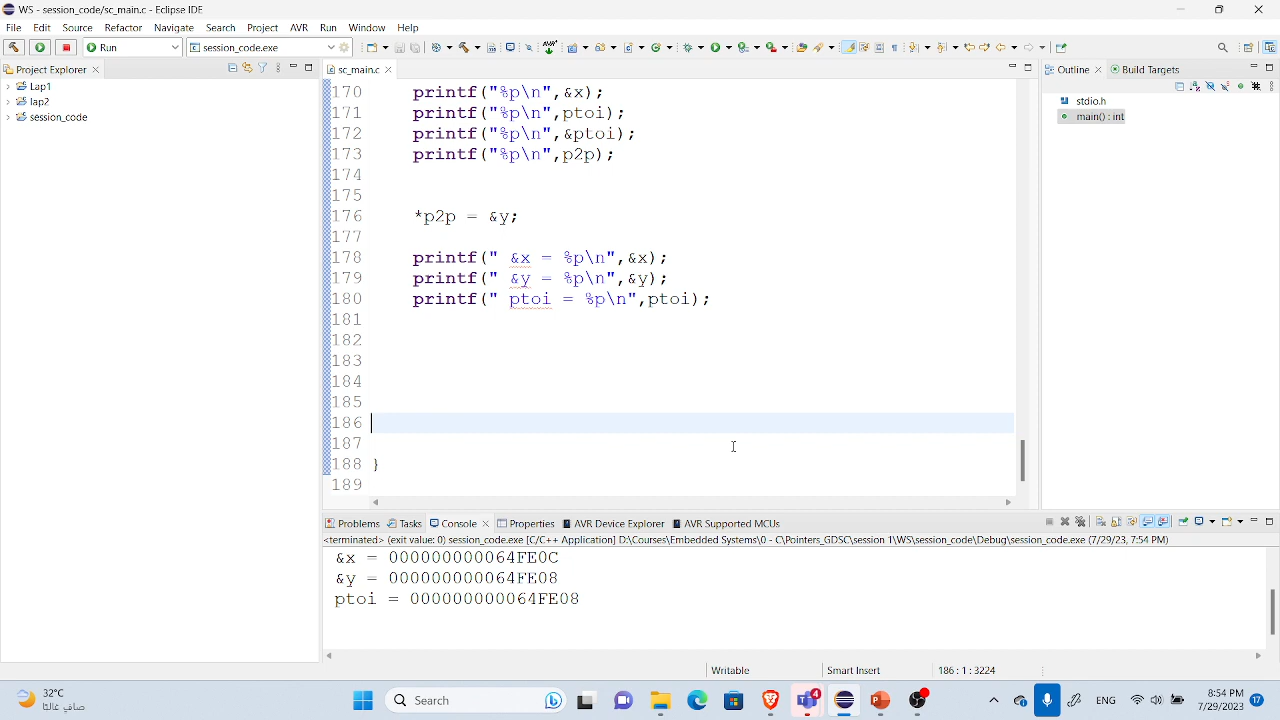 WS - session_code/sc_main.c - Eclipse IDE
File Edit Source Refactor Navigate Search Project AVR Run Window Help
Run session_code.exe
Project Explorer
Lap1
lap2
session_code
sc_main.c
170 printf("%p\n",&x);
171 printf("%p\n",ptoi);
172 printf("%p\n",&ptoi);
173 printf("%p\n",p2p);
174
175
176 *p2p = &y;
177
178 printf(" &x = %p\n",&x);
179 printf(" &y = %p\n",&y);
180 printf(" ptoi = %p\n",ptoi);
181
182
183
184
185
186
187
188 }
189
Outline Build Targets
stdio.h
main() : int
Problems Tasks Console Properties AVR Device Explorer AVR Supported MCUs
<terminated> (exit value: 0) session_code.exe [C/C++ Application] D:\Courses\Embedded Systems\0 - C\Pointers_GDSC\session 1\WS\session_code\Debug\session_code.exe (7/29/23, 7:54 PM)
&x = 000000000064FE0C
&y = 000000000064FE08
ptoi = 000000000064FE08
Writable Smart Insert 186 : 1 : 3224
32°C
صافي غالبًا
Search
4
ENG
8:54 PM
7/29/2023
17